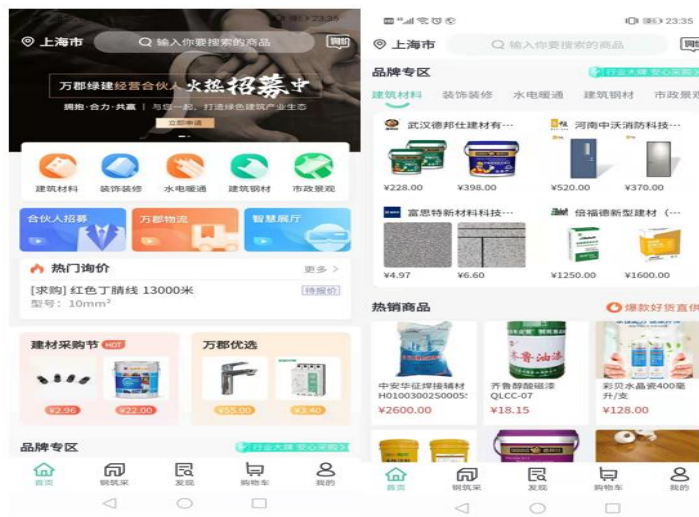 23:35
上海市
输入你要搜索的商品
询价
万郡绿建经营合伙人 火热招募中
拥抱·合力·共赢 | 与您一起，打造绿色建筑产业生态
立即申请
建筑材料 装饰装修 水电暖通 建筑钢材 市政景观
合伙人招募 万郡物流 智慧展厅
热门询价 更多 >
[求购] 红色丁腈线 13000米 待报价
型号：10mm²
建材采购节 HOT 万郡优选
¥2.96 ¥22.00 ¥55.00 ¥3.40
品牌专区 行业大牌 安心采购 >
首页 钢筑采 发现 购物车 我的
23:35
上海市
输入你要搜索的商品
品牌专区 行业大牌 安心采购 >
建筑材料 装饰装修 水电暖通 建筑钢材 市政景观
武汉德邦仕建材有… 河南中沃消防科技…
¥228.00 ¥398.00 ¥520.00 ¥370.00
富思特新材料科技… 倍福德新型建材（…
¥4.97 ¥6.60 ¥1250.00 ¥1600.00
热销商品 爆款好货直供
齐鲁油漆
中安华征焊接辅材 齐鲁醇酸磁漆 彩贝水晶瓷400毫
H01003002S0005: QLCC-07 升/支
¥2600.00 ¥18.15 ¥128.00
首页 钢筑采 发现 购物车 我的